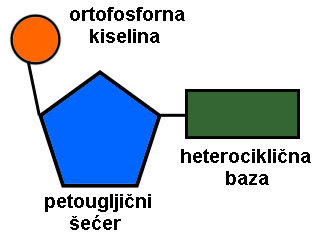 ortofosforna
kiselina
heterociklična
baza
petougljični
šećer